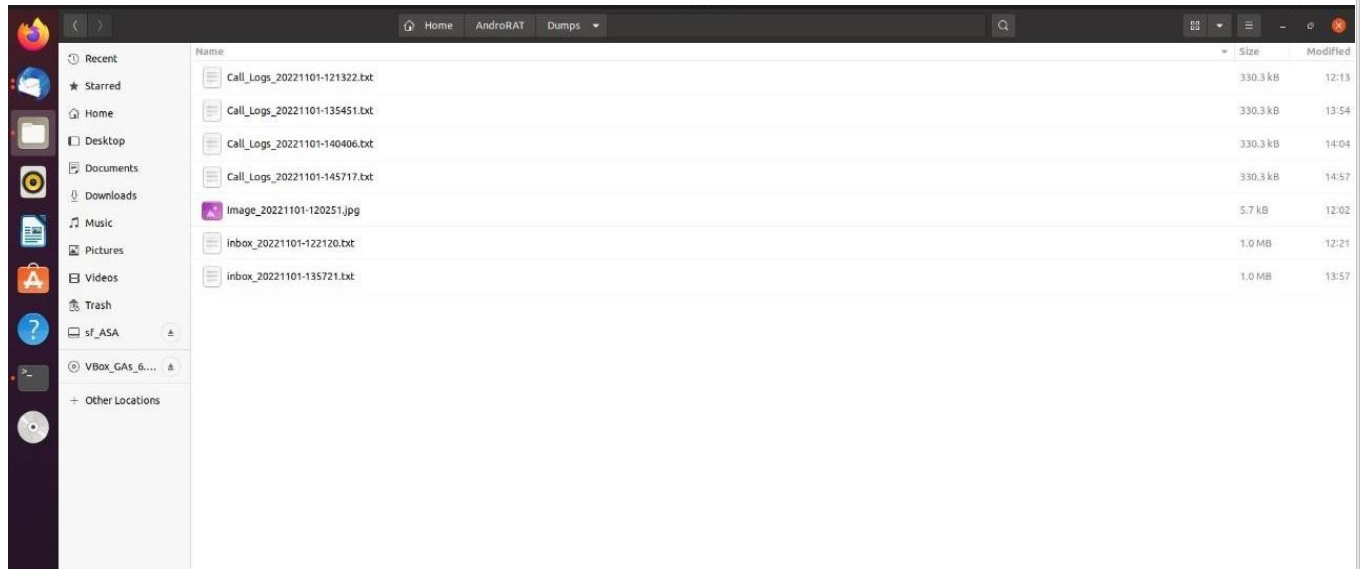 Home AndroRAT Dumps
Recent
Starred
Home
Desktop
Documents
Downloads
Music
Pictures
Videos
Trash
sf_ASA
VBox_GAs_6....
+ Other Locations
Name Size Modified
Call_Logs_20221101-121322.txt 330.3 kB 12:13
Call_Logs_20221101-135451.txt 330.3 kB 13:54
Call_Logs_20221101-140406.txt 330.3 kB 14:04
Call_Logs_20221101-145717.txt 330.3 kB 14:57
Image_20221101-120251.jpg 5.7 kB 12:02
inbox_20221101-122120.txt 1.0 MB 12:21
inbox_20221101-135721.txt 1.0 MB 13:57